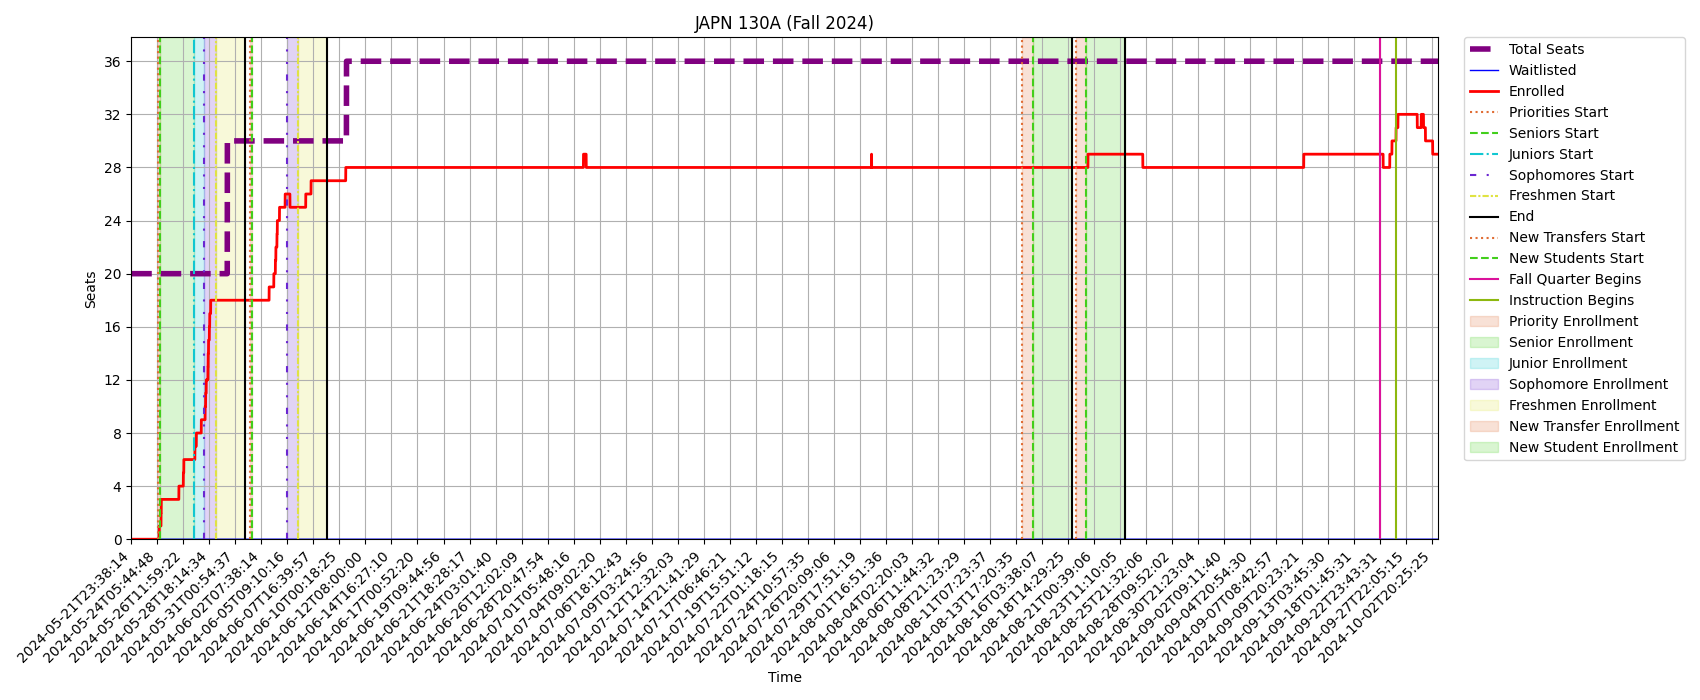 JAPN 130A (Fall 2024)
Seats
36
32
28
24
20
16
12
8
4
0
2024-05-21T23:38:14
2024-05-24T05:44:48
2024-05-26T11:59:22
2024-05-28T18:14:34
2024-05-31T00:54:37
2024-06-02T07:38:14
2024-06-05T09:10:16
2024-06-07T16:39:57
2024-06-10T00:18:25
2024-06-12T08:00:00
2024-06-14T16:27:10
2024-06-17T00:52:20
2024-06-19T09:44:56
2024-06-21T18:28:17
2024-06-24T03:01:40
2024-06-26T12:02:09
2024-06-28T20:47:54
2024-07-01T05:48:16
2024-07-04T09:02:20
2024-07-06T18:12:43
2024-07-09T03:24:56
2024-07-12T12:32:03
2024-07-14T21:41:29
2024-07-17T06:46:21
2024-07-19T15:51:12
2024-07-22T01:18:15
2024-07-24T10:57:35
2024-07-26T20:09:06
2024-07-29T17:51:19
2024-08-01T16:51:36
2024-08-04T02:20:03
2024-08-06T11:44:32
2024-08-08T21:23:29
2024-08-11T07:23:37
2024-08-13T17:20:35
2024-08-16T03:38:07
2024-08-18T14:29:25
2024-08-21T00:39:06
2024-08-23T11:10:05
2024-08-25T21:32:06
2024-08-28T09:52:02
2024-08-30T21:23:04
2024-09-02T09:11:40
2024-09-04T20:54:30
2024-09-07T08:42:57
2024-09-09T20:23:21
2024-09-13T03:45:30
2024-09-18T01:45:31
2024-09-22T23:43:31
2024-09-27T22:05:15
2024-10-02T20:25:25
Time
Total Seats
Waitlisted
Enrolled
Priorities Start
Seniors Start
Juniors Start
Sophomores Start
Freshmen Start
End
New Transfers Start
New Students Start
Fall Quarter Begins
Instruction Begins
Priority Enrollment
Senior Enrollment
Junior Enrollment
Sophomore Enrollment
Freshmen Enrollment
New Transfer Enrollment
New Student Enrollment